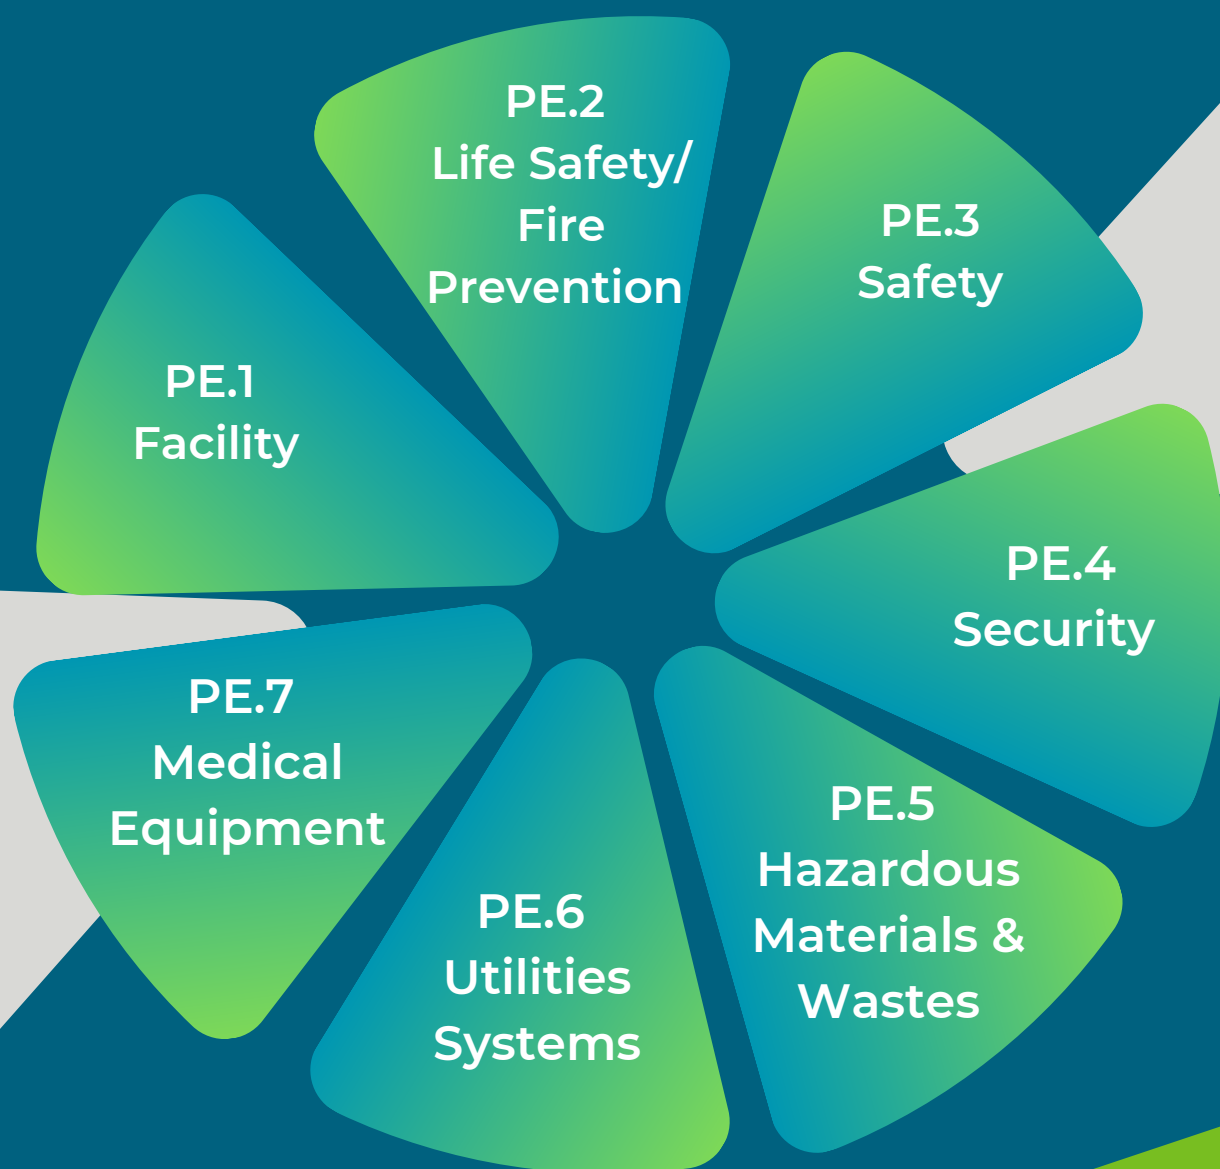 PE.1
Facility
PE.2
Life Safety/
Fire
Prevention
PE.3
Safety
PE.4
Security
PE.5
Hazardous
Materials &
Wastes
PE.6
Utilities
Systems
PE.7
Medical
Equipment